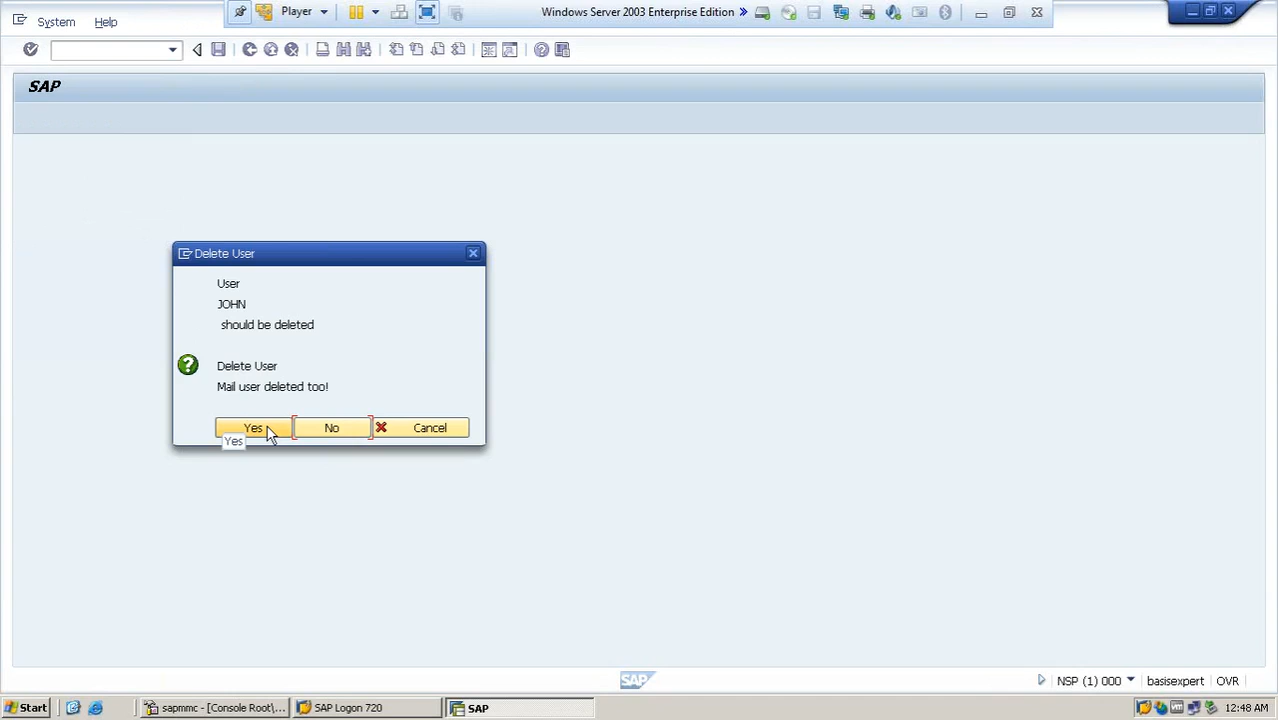 System Help
Player
Windows Server 2003 Enterprise Edition
SAP
Delete User
User
JOHN
should be deleted
Delete User
Mail user deleted too!
Yes No Cancel
Yes
SAP
NSP (1) 000 basisexpert OVR
Start sapmmc - [Console Root\... SAP Logon 720 SAP 12:48 AM